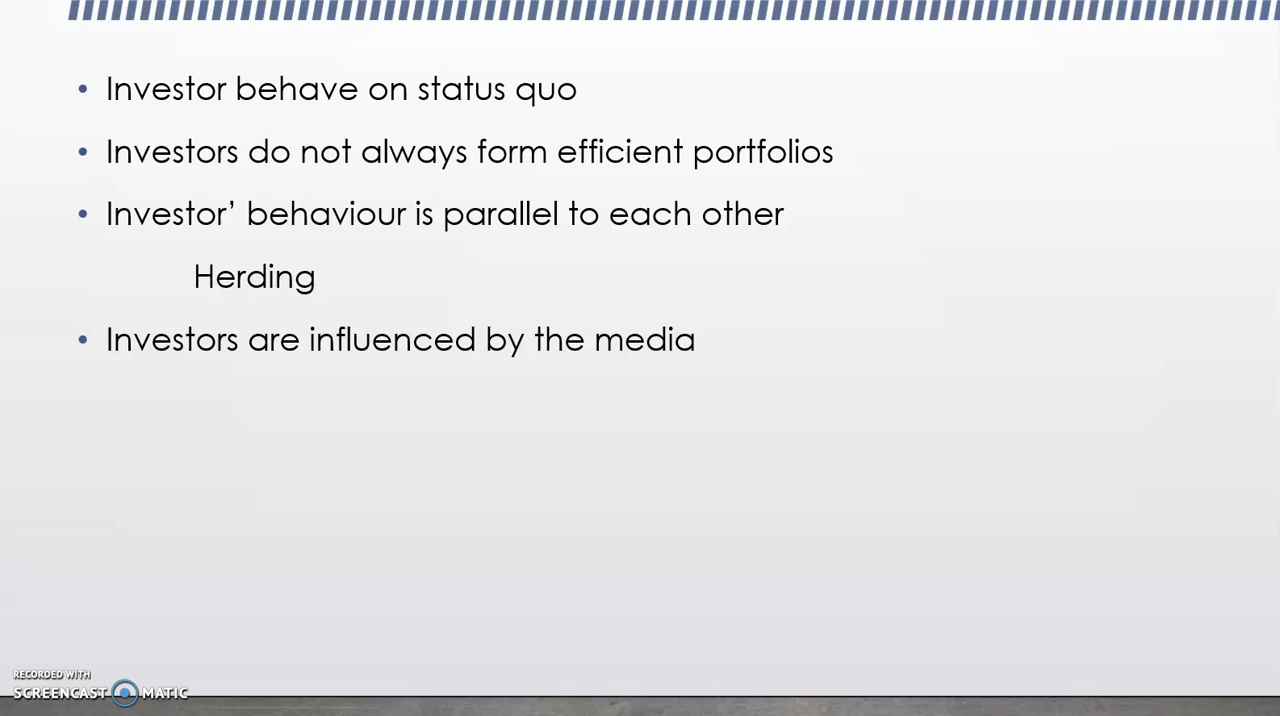 • Investor behave on status quo
• Investors do not always form efficient portfolios
• Investor’ behaviour is parallel to each other
Herding
• Investors are influenced by the media
RECORDED WITH
SCREENCAST MATIC